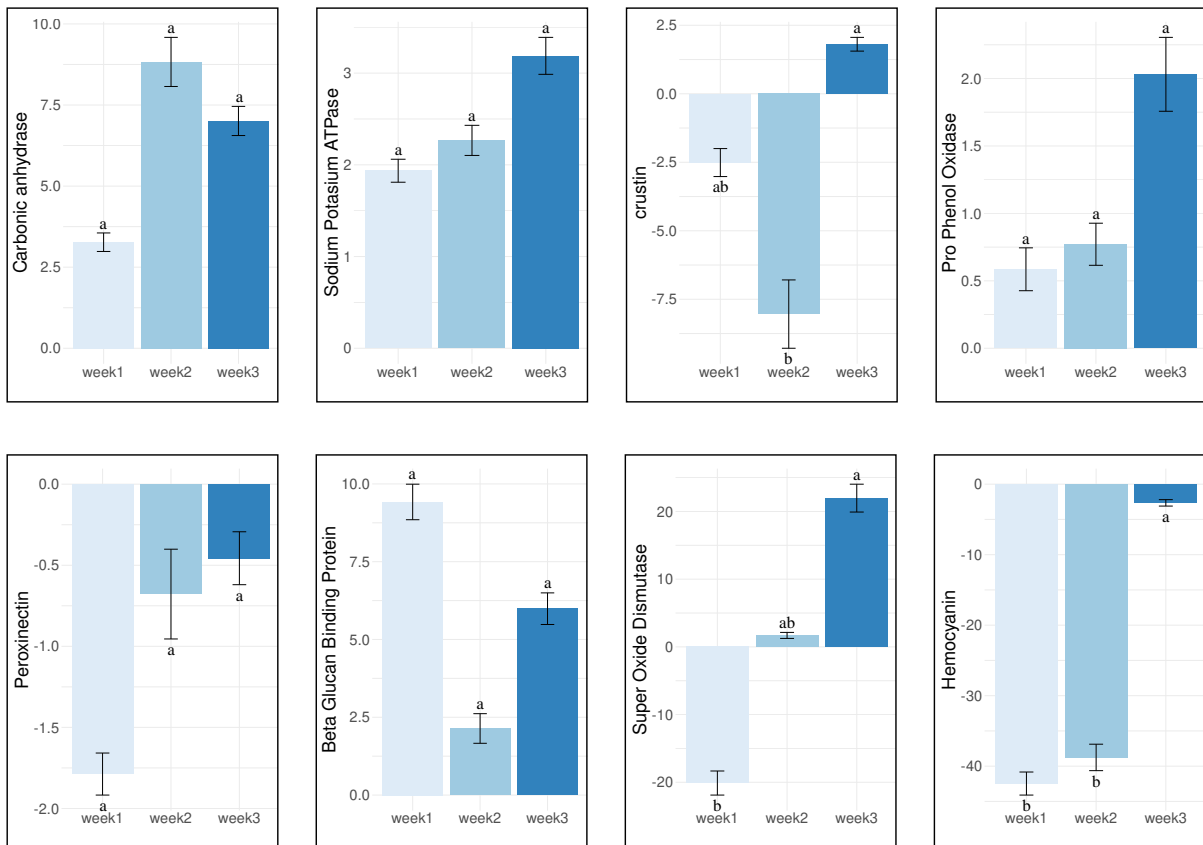 Carbonic anhydrase
10.0
7.5
5.0
2.5
0.0
a
a
a
week1 week2 week3
Sodium Potasium ATPase
3
2
1
0
a
a
a
week1 week2 week3
crustin
2.5
0.0
-2.5
-5.0
-7.5
ab
b
a
week1 week2 week3
Pro Phenol Oxidase
2.0
1.5
1.0
0.5
0.0
a
a
a
week1 week2 week3
Peroxinectin
0.0
-0.5
-1.0
-1.5
-2.0
a
a
a
week1 week2 week3
Beta Glucan Binding Protein
10.0
7.5
5.0
2.5
0.0
a
a
a
week1 week2 week3
Super Oxide Dismutase
20
10
0
-10
-20
b
ab
a
week1 week2 week3
Hemocyanin
0
-10
-20
-30
-40
b
b
a
week1 week2 week3